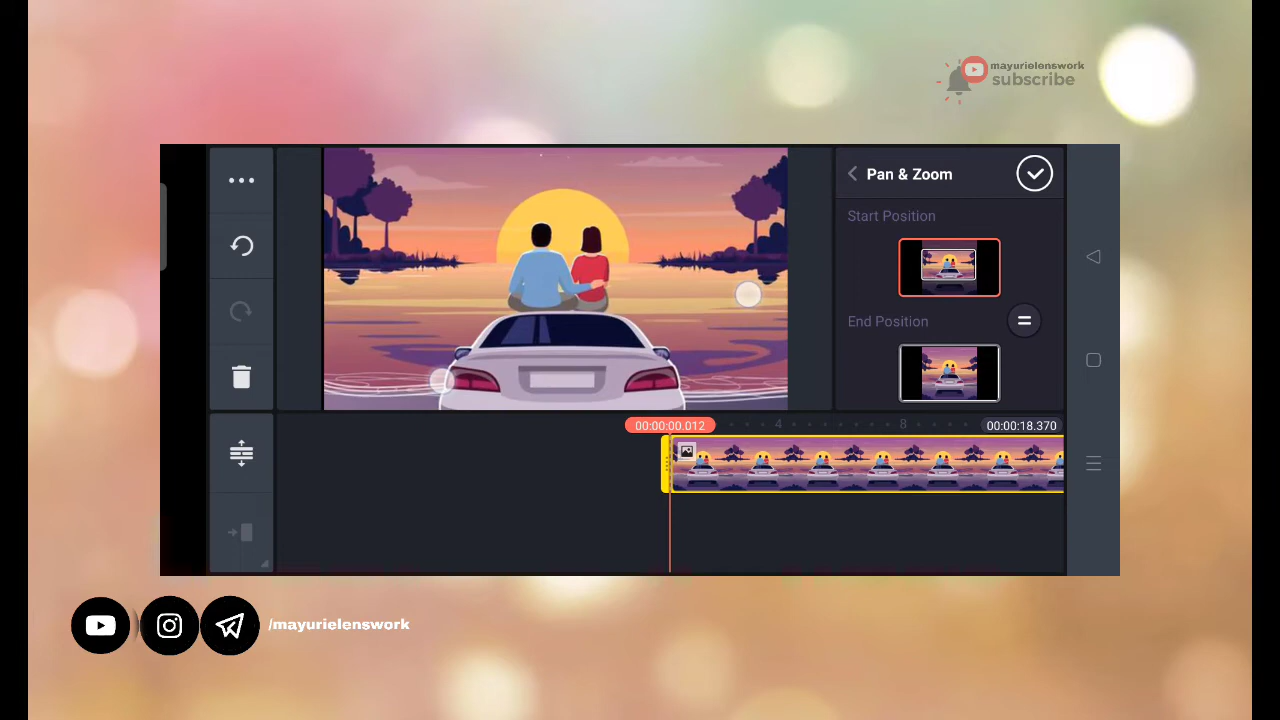 mayurielenswork
subscribe
Pan & Zoom
Start Position
End Position
00:00:00.012
4
8
00:00:18.370
/mayurielenswork